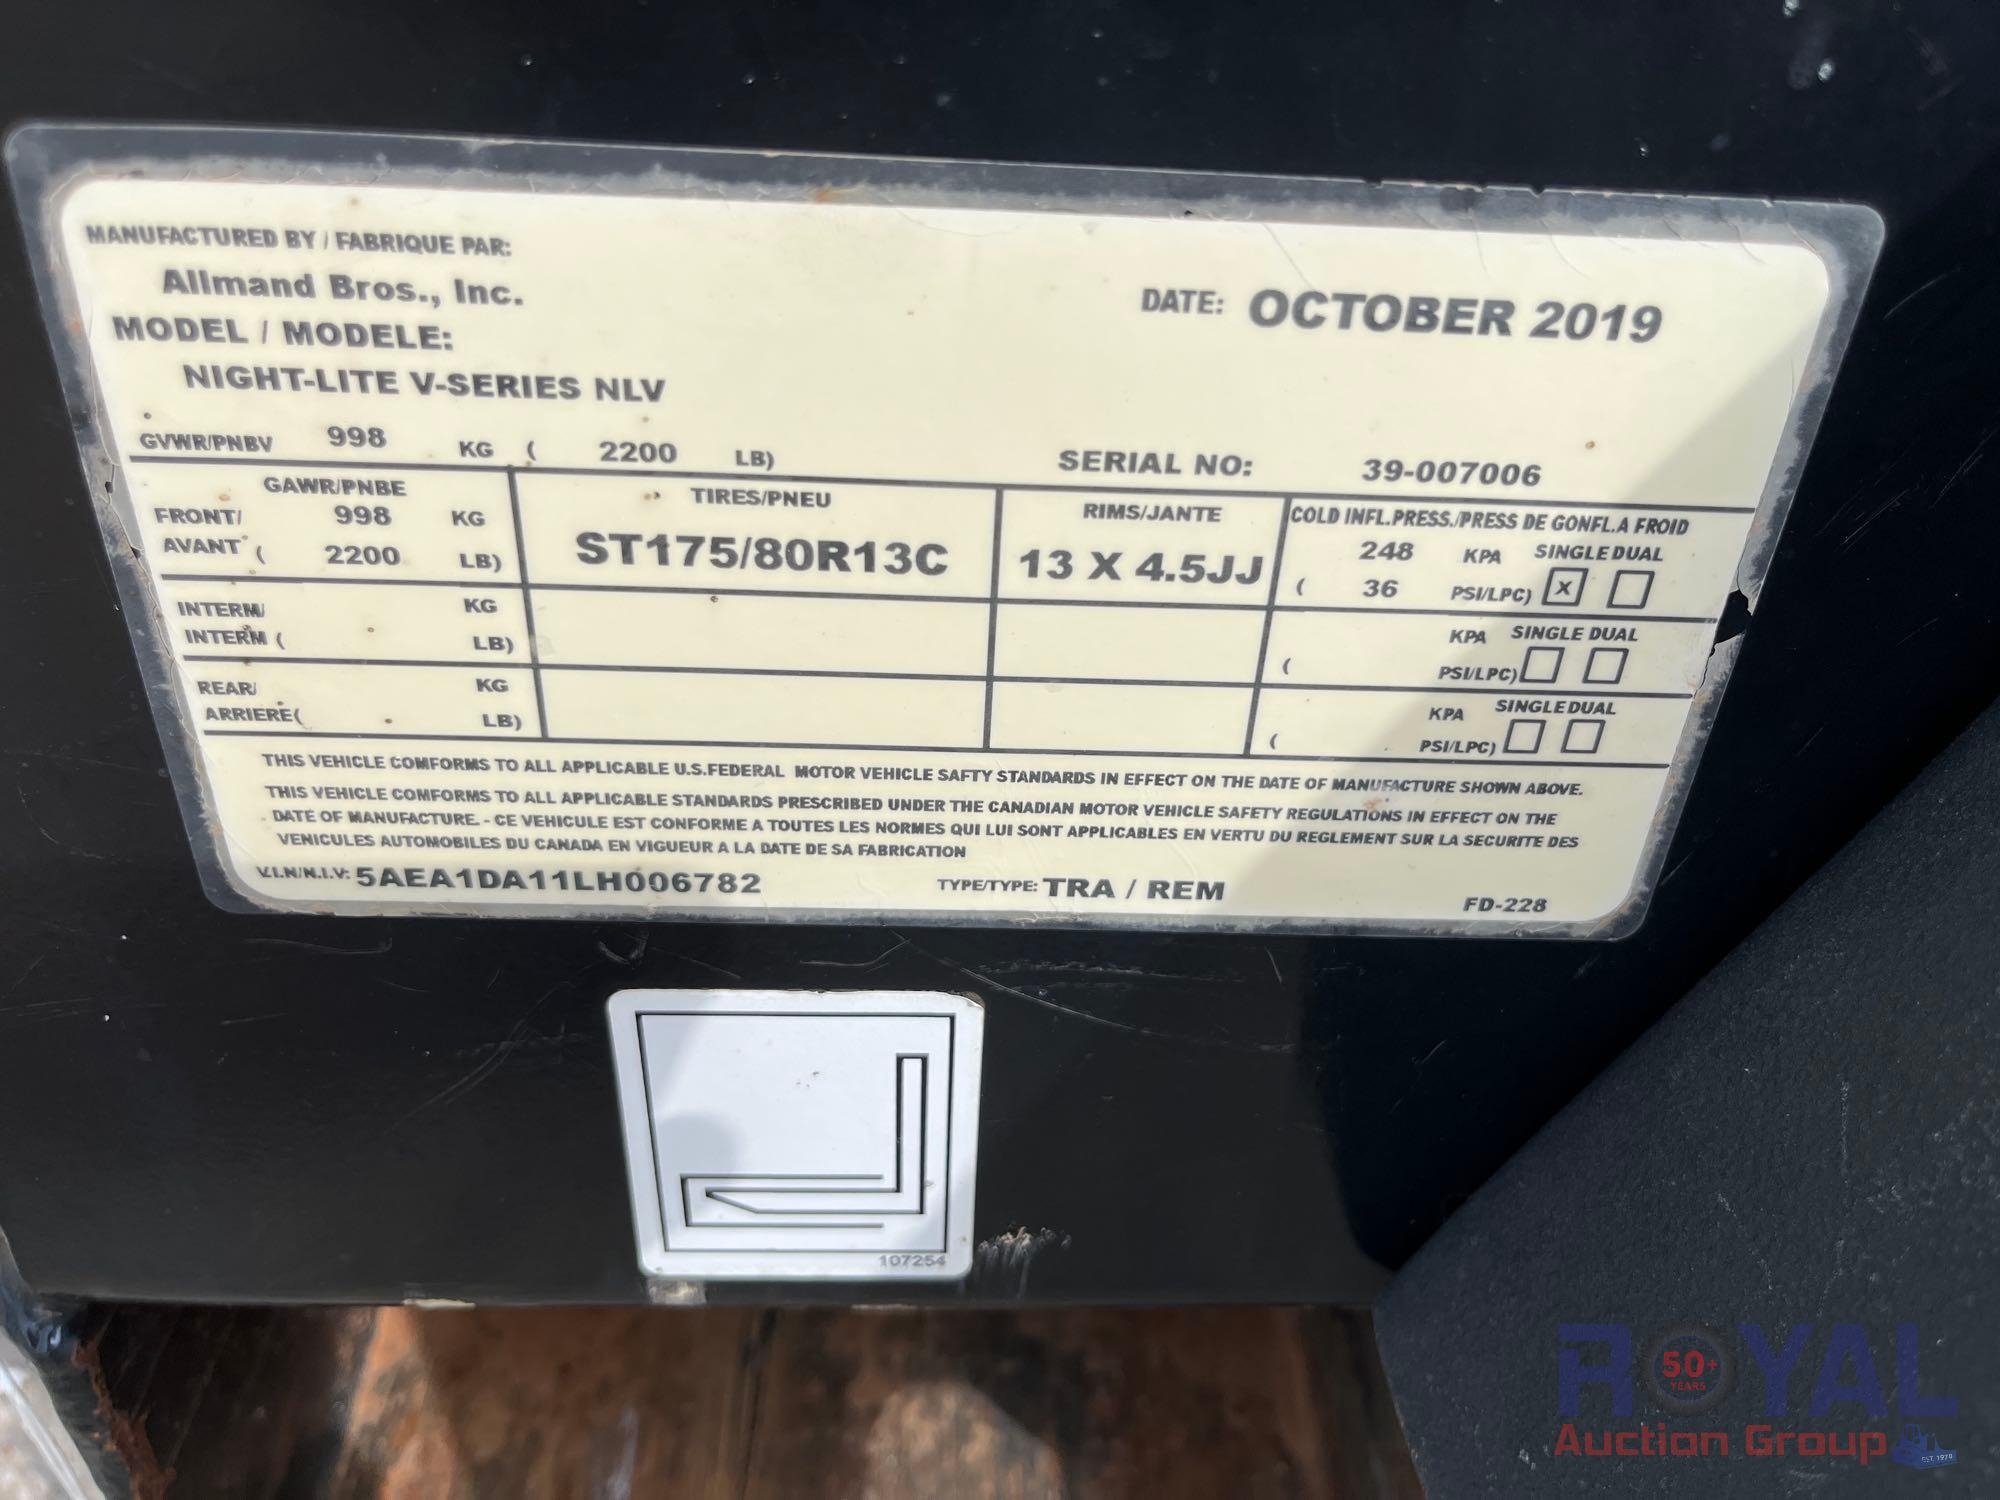 MANUFACTURED BY / FABRIQUE PAR:
Allmand Bros., Inc.
DATE: OCTOBER 2019
MODEL / MODELE:
NIGHT-LITE V-SERIES NLV
GVWR/PNBV 998 KG ( 2200 LB)
SERIAL NO: 39-007006
GAWR/PNBE TIRES/PNEU RIMS/JANTE COLD INFL.PRESS./PRESS DE GONFL.A FROID
FRONT/ 998 KG ST175/80R13C 13 X 4.5JJ 248 KPA SINGLE DUAL
AVANT ( 2200 LB) ( 36 PSI/LPC) X
INTERM/ KG KPA SINGLE DUAL
INTERM ( LB) ( PSI/LPC)
REAR/ KG KPA SINGLE DUAL
ARRIERE( LB) ( PSI/LPC)
THIS VEHICLE COMFORMS TO ALL APPLICABLE U.S.FEDERAL MOTOR VEHICLE SAFTY STANDARDS IN EFFECT ON THE DATE OF MANUFACTURE SHOWN ABOVE.
THIS VEHICLE COMFORMS TO ALL APPLICABLE STANDARDS PRESCRIBED UNDER THE CANADIAN MOTOR VEHICLE SAFETY REGULATIONS IN EFFECT ON THE
DATE OF MANUFACTURE. - CE VEHICULE EST CONFORME A TOUTES LES NORMES QUI LUI SONT APPLICABLES EN VERTU DU REGLEMENT SUR LA SECURITE DES
VENICULES AUTOMOBILES DU CANADA EN VIGUEUR A LA DATE DE SA FABRICATION
V.I.N/N.I.V: 5AEA1DA11LH006782 TYPE/TYPE: TRA / REM
FD-228
107254
ROYAL
50+
YEARS
Auction Group
EST. 1970